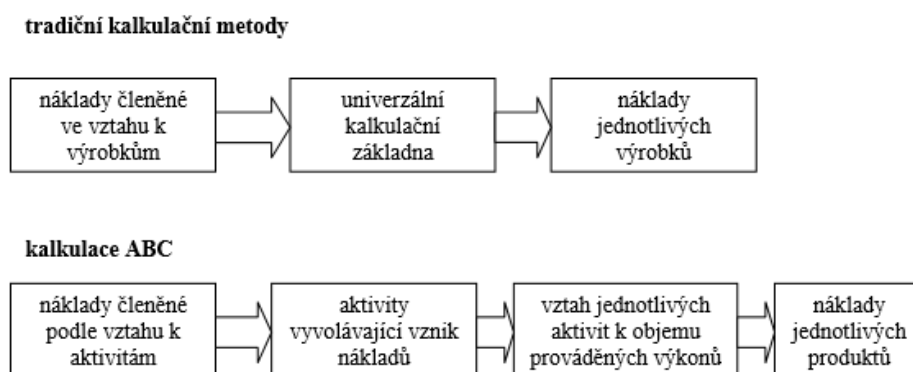 tradiční kalkulační metody
náklady členěné
ve vztahu k
výrobkům
univerzální
kalkulační
základna
náklady
jednotlivých
výrobků
kalkulace ABC
náklady členěné
podle vztahu k
aktivitám
aktivity
vyvolávající vznik
nákladů
vztah jednotlivých
aktivit k objemu
prováděných výkonů
náklady
jednotlivých
produktů